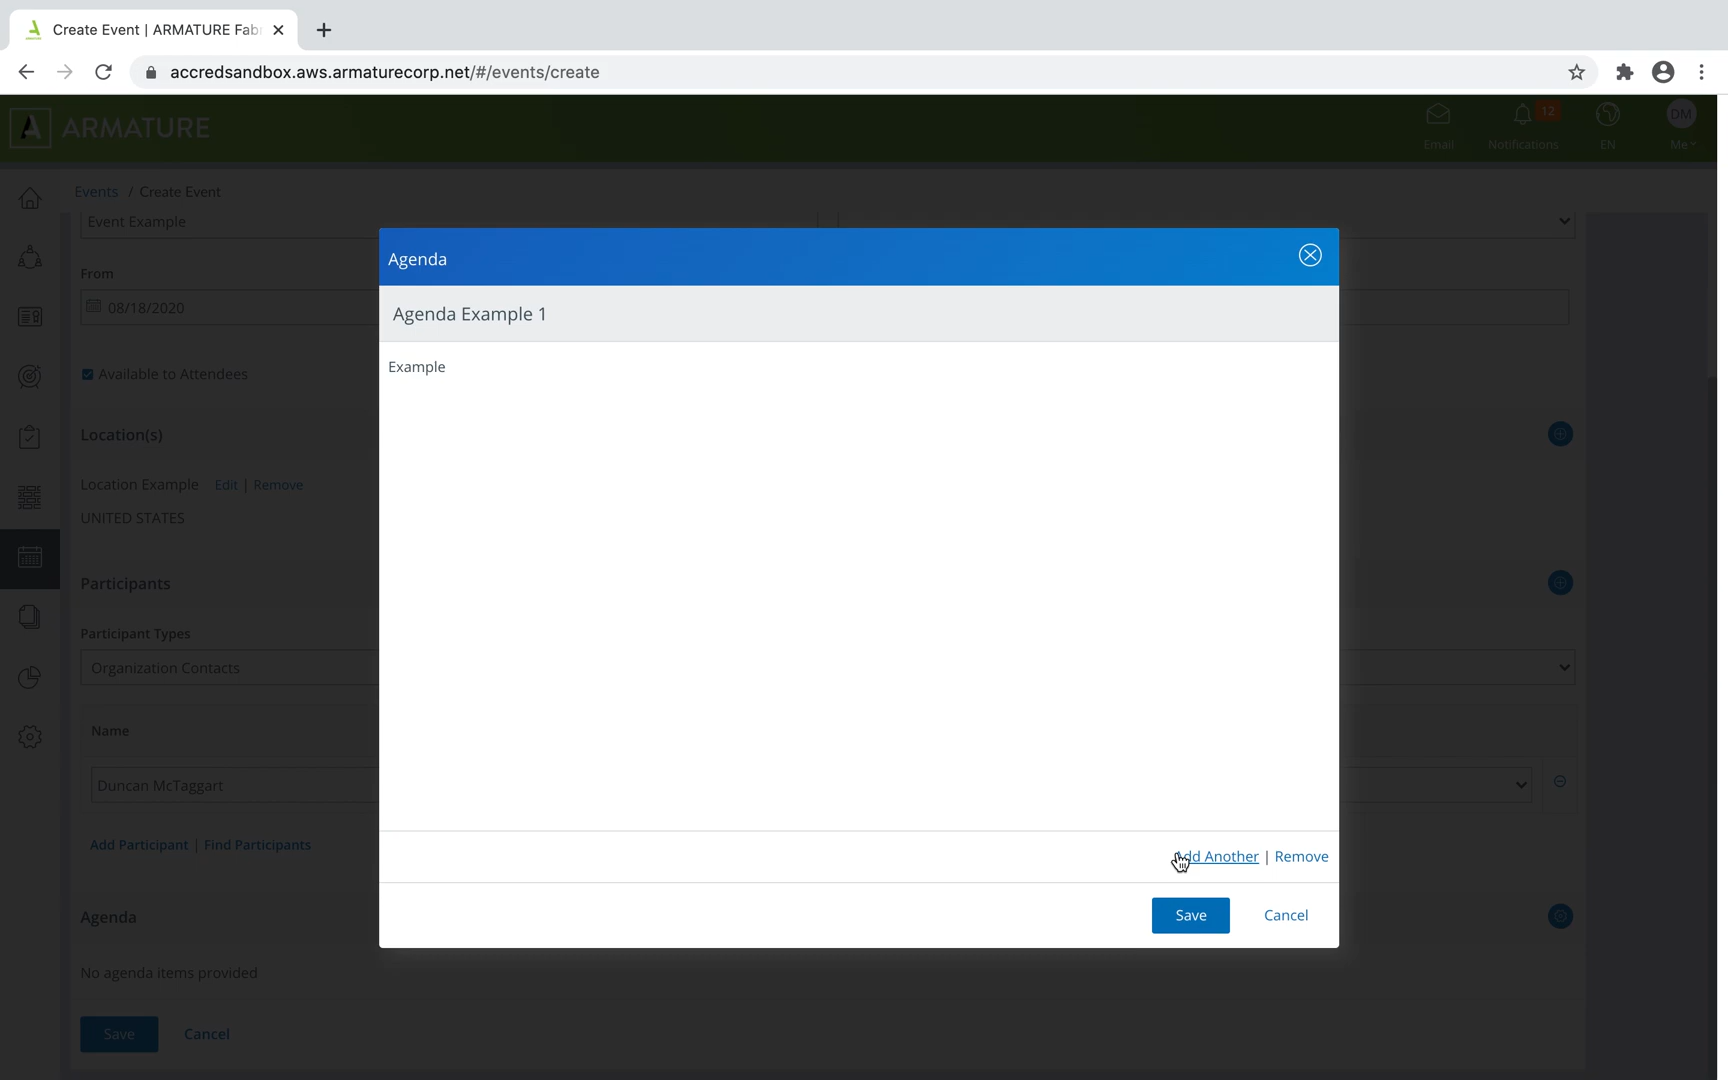 Create Event | ARMATURE Fab
accredsandbox.aws.armaturecorp.net/#/events/create
ARMATURE
12
DM
Email
Notifications
EN
Me
Events / Create Event
Event Example
Agenda
From
Agenda Example 1
08/18/2020
Example
Available to Attendees
Location(s)
Location Example Edit | Remove
UNITED STATES
Participants
Participant Types
Organization Contacts
Name
Duncan McTaggart
Add Participant | Find Participants
Add Another | Remove
Agenda
Save Cancel
No agenda items provided
Save Cancel